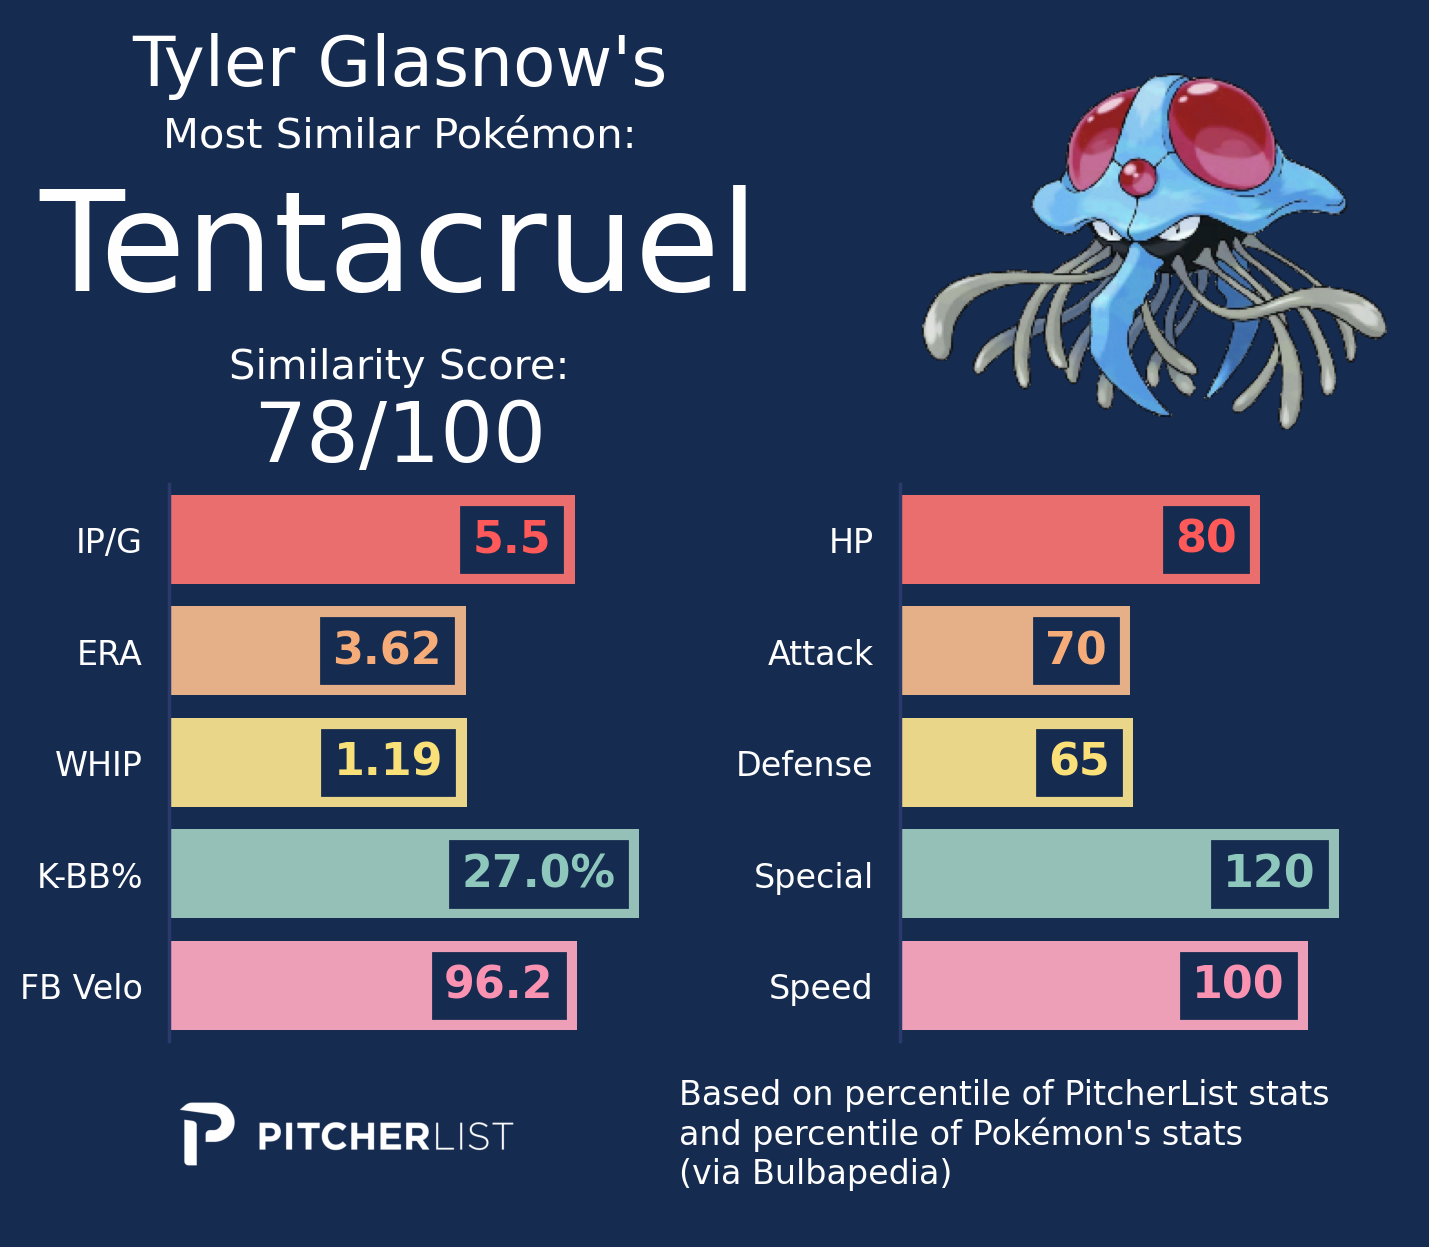 Tyler Glasnow's
Most Similar Pokémon:
Tentacruel
Similarity Score:
78/100
IP/G 5.5
ERA 3.62
WHIP 1.19
K-BB% 27.0%
FB Velo 96.2
HP 80
Attack 70
Defense 65
Special 120
Speed 100
PITCHERLIST
Based on percentile of PitcherList stats
and percentile of Pokémon's stats
(via Bulbapedia)